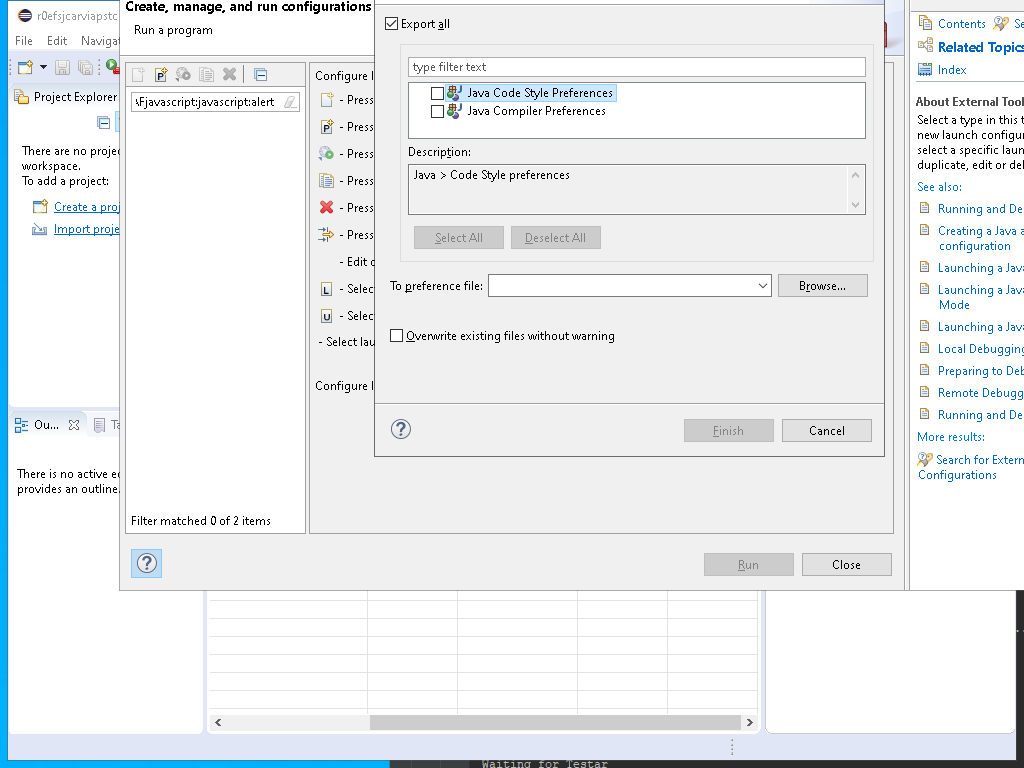 r0efsjcarviapstc
File Edit Navigat
Project Explorer
There are no proje
workspace.
To add a project:
Create a proj
Import proje
Ou...
Ta
There is no active ed
provides an outline.
Create, manage, and run configurations
Run a program
\Fjavascript:javascript:alert
Filter matched 0 of 2 items
Configure l
- Press
- Press
- Press
- Press
- Press
- Press
- Edit c
L - Selec
U - Selec
- Select lau
Configure l
Run
Close
Export all
type filter text
Java Code Style Preferences
Java Compiler Preferences
Description:
Java > Code Style preferences
Select All
Deselect All
To preference file:
Browse...
Overwrite existing files without warning
Finish
Cancel
Contents
Se
Related Topics
Index
About External Tool
Select a type in this t
new launch configur
select a specific laun
duplicate, edit or del
See also:
Running and De
Creating a Java a
configuration
Launching a Java
Launching a Java
Mode
Launching a Java
Local Debugging
Preparing to Deb
Remote Debugg
Running and De
More results:
Search for Extern
Configurations
Waiting for Testar